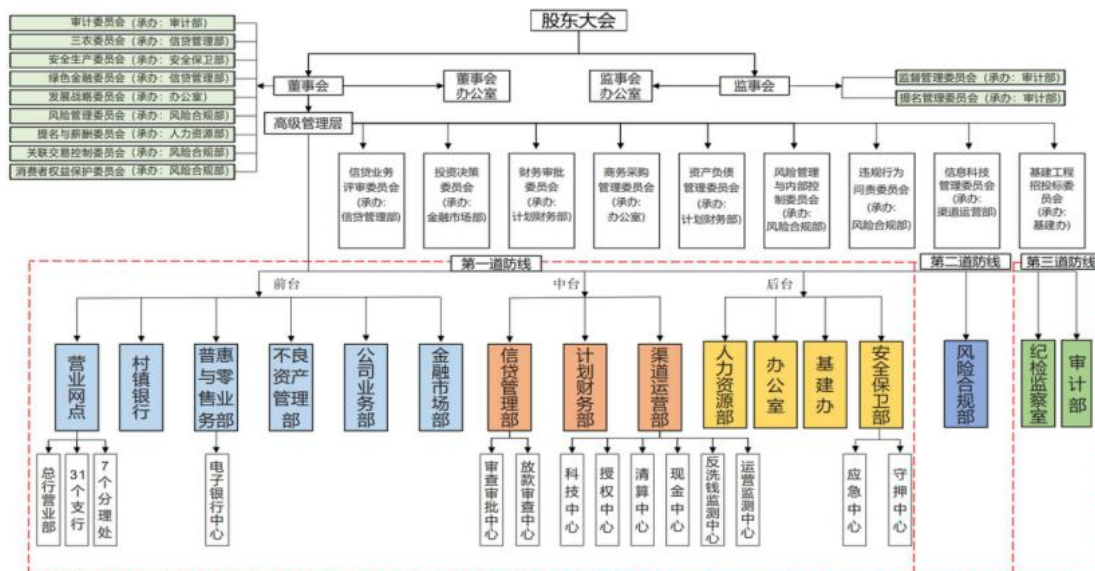 股东大会
审计委员会（承办：审计部）
三农委员会（承办：信贷管理部）
安全生产委员会（承办：安全保卫部）
绿色金融委员会（承办：信贷管理部）
发展战略委员会（承办：办公室）
风险管理委员会（承办：风险合规部）
提名与薪酬委员会（承办：人力资源部）
关联交易控制委员会（承办：风险合规部）
消费者权益保护委员会（承办：风险合规部）
董事会
董事会
办公室
监事会
办公室
监事会
监督管理委员会（承办：审计部）
提名管理委员会（承办：审计部）
高级管理层
信贷业务
评审委员会
（承办：
信贷管理部）
投资决策
委员会
（承办：
金融市场部）
财务审批
委员会
（承办：
计划财务部）
商务采购
管理委员会
（承办：
办公室）
资产负债
管理委员会
（承办：
计划财务部）
风险管理
与内部控
制委员会
（承办：
风险合规部）
违规行为
问责委员会
（承办：
风险合规部）
信息科技
管理委员会
（承办：
渠道运营部）
基建工程
招投标委
员会
（承办：
基建办）
第一道防线
第二道防线
第三道防线
前台
中台
后台
营业网点
村镇银行
普惠
与零
售业
务部
不良
资产
管理
部
公司业务部
金融市场部
信贷管理部
计划财务部
渠道运营部
人力资源部
办公室
基建办
安全保卫部
风险合规部
纪检监察室
审计部
总行营业部
31个支行
7个分理处
电子银行中心
审查审批中心
放款审查中心
科技中心
授权中心
清算中心
现金中心
反洗钱监测中心
运营监测中心
应急中心
守押中心